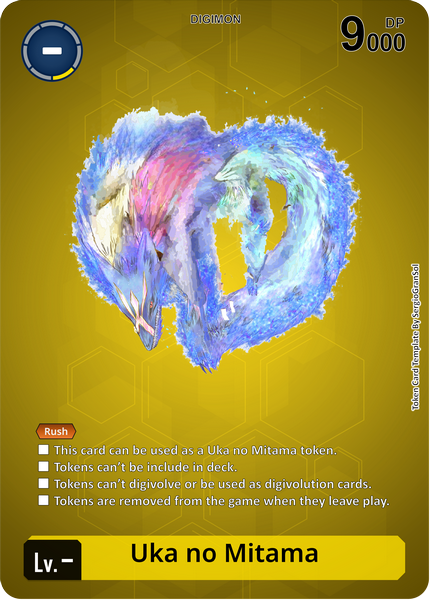 DIGIMON
DP
9000
-
Rush
This card can be used as a Uka no Mitama token.
Tokens can't be include in deck.
Tokens can't digivolve or be used as digivolution cards.
Tokens are removed from the game when they leave play.
Token Card Template By SergioGranSol
Lv.-
Uka no Mitama